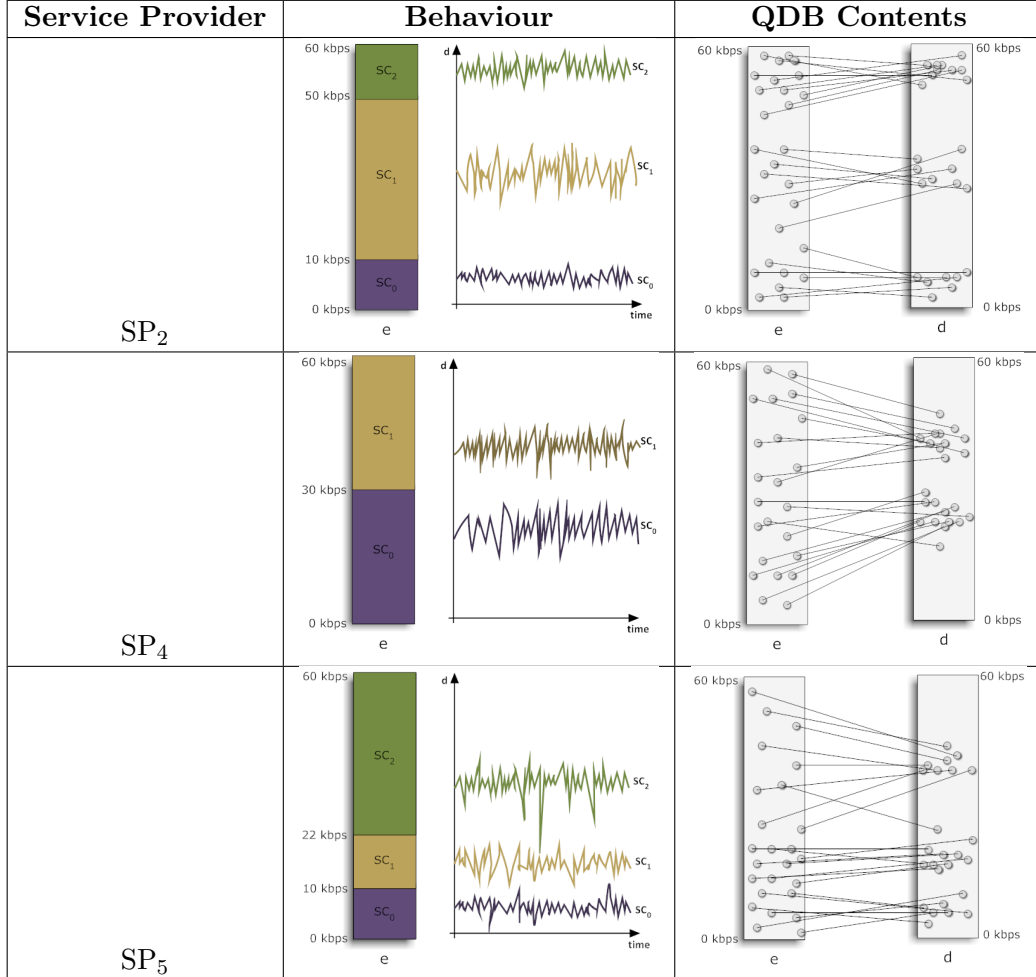 Service Provider Behaviour QDB Contents
60 kbps d 60 kbps 60 kbps
SC2 SC2
50 kbps
SC1 SC1
10 kbps
SC0 SC0
0 kbps 0 kbps 0 kbps
time
e e d
SP2
60 kbps d 60 kbps 60 kbps
SC1 SC1
30 kbps
SC0 SC0
0 kbps 0 kbps 0 kbps
time
e e d
SP4
60 kbps d 60 kbps 60 kbps
SC2 SC2
22 kbps
SC1 SC1
10 kbps
SC0 SC0
0 kbps 0 kbps 0 kbps
time
e e d
SP5